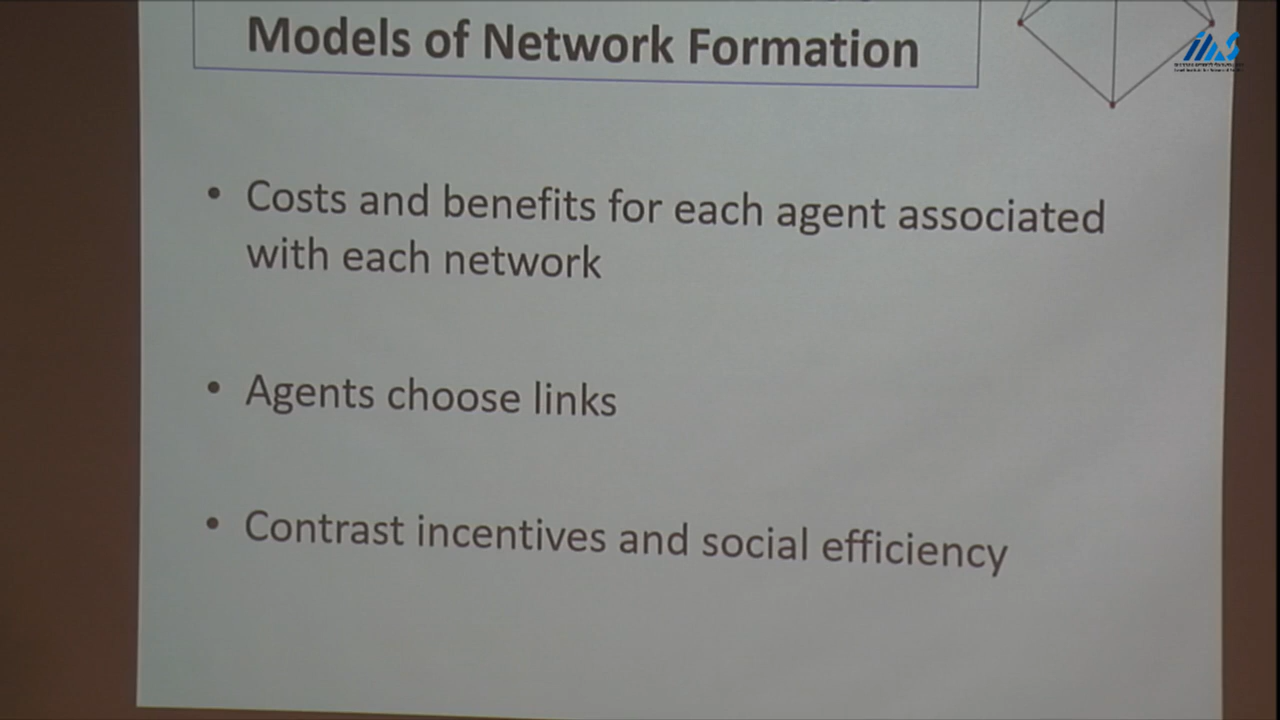 Models of Network Formation
IMS
• Costs and benefits for each agent associated
with each network
• Agents choose links
• Contrast incentives and social efficiency